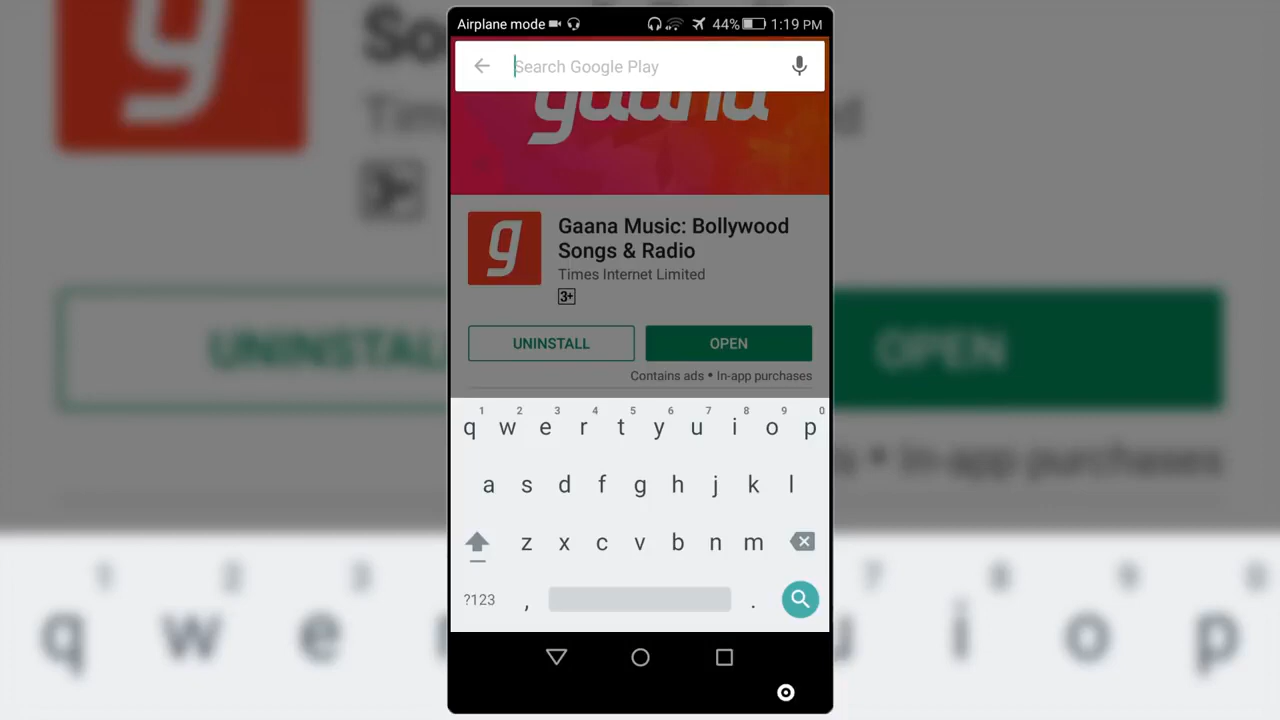 Airplane mode 44% 1:19 PM
Search Google Play
gaana
g
Gaana Music: Bollywood
Songs & Radio
Times Internet Limited
3+
UNINSTALL OPEN
Contains ads • In-app purchases
1 2 3 4 5 6 7 8 9 0
q w e r t y u i o p
a s d f g h j k l
z x c v b n m
?123 , .